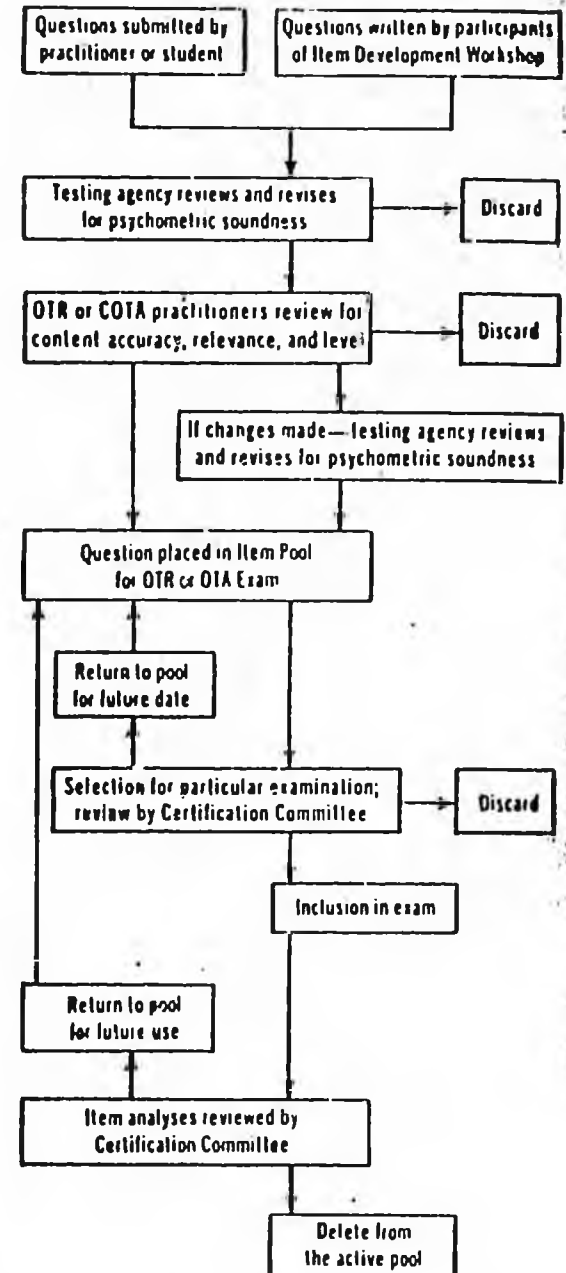 Questions submitted by
practitioner or student
Questions written by participants
of Item Development Workshop
Testing agency reviews and revises
for psychometric soundness
Discard
OTR or COTA practitioners review for
content accuracy, relevance, and level
Discard
If changes made—testing agency reviews
and revises for psychometric soundness
Question placed in Item Pool
for OTR or OTA Exam
Return to pool
for future date
Selection for particular examination;
review by Certification Committee
Discard
Inclusion in exam
Return to pool
for future use
Item analyses reviewed by
Certification Committee
Delete from
the active pool